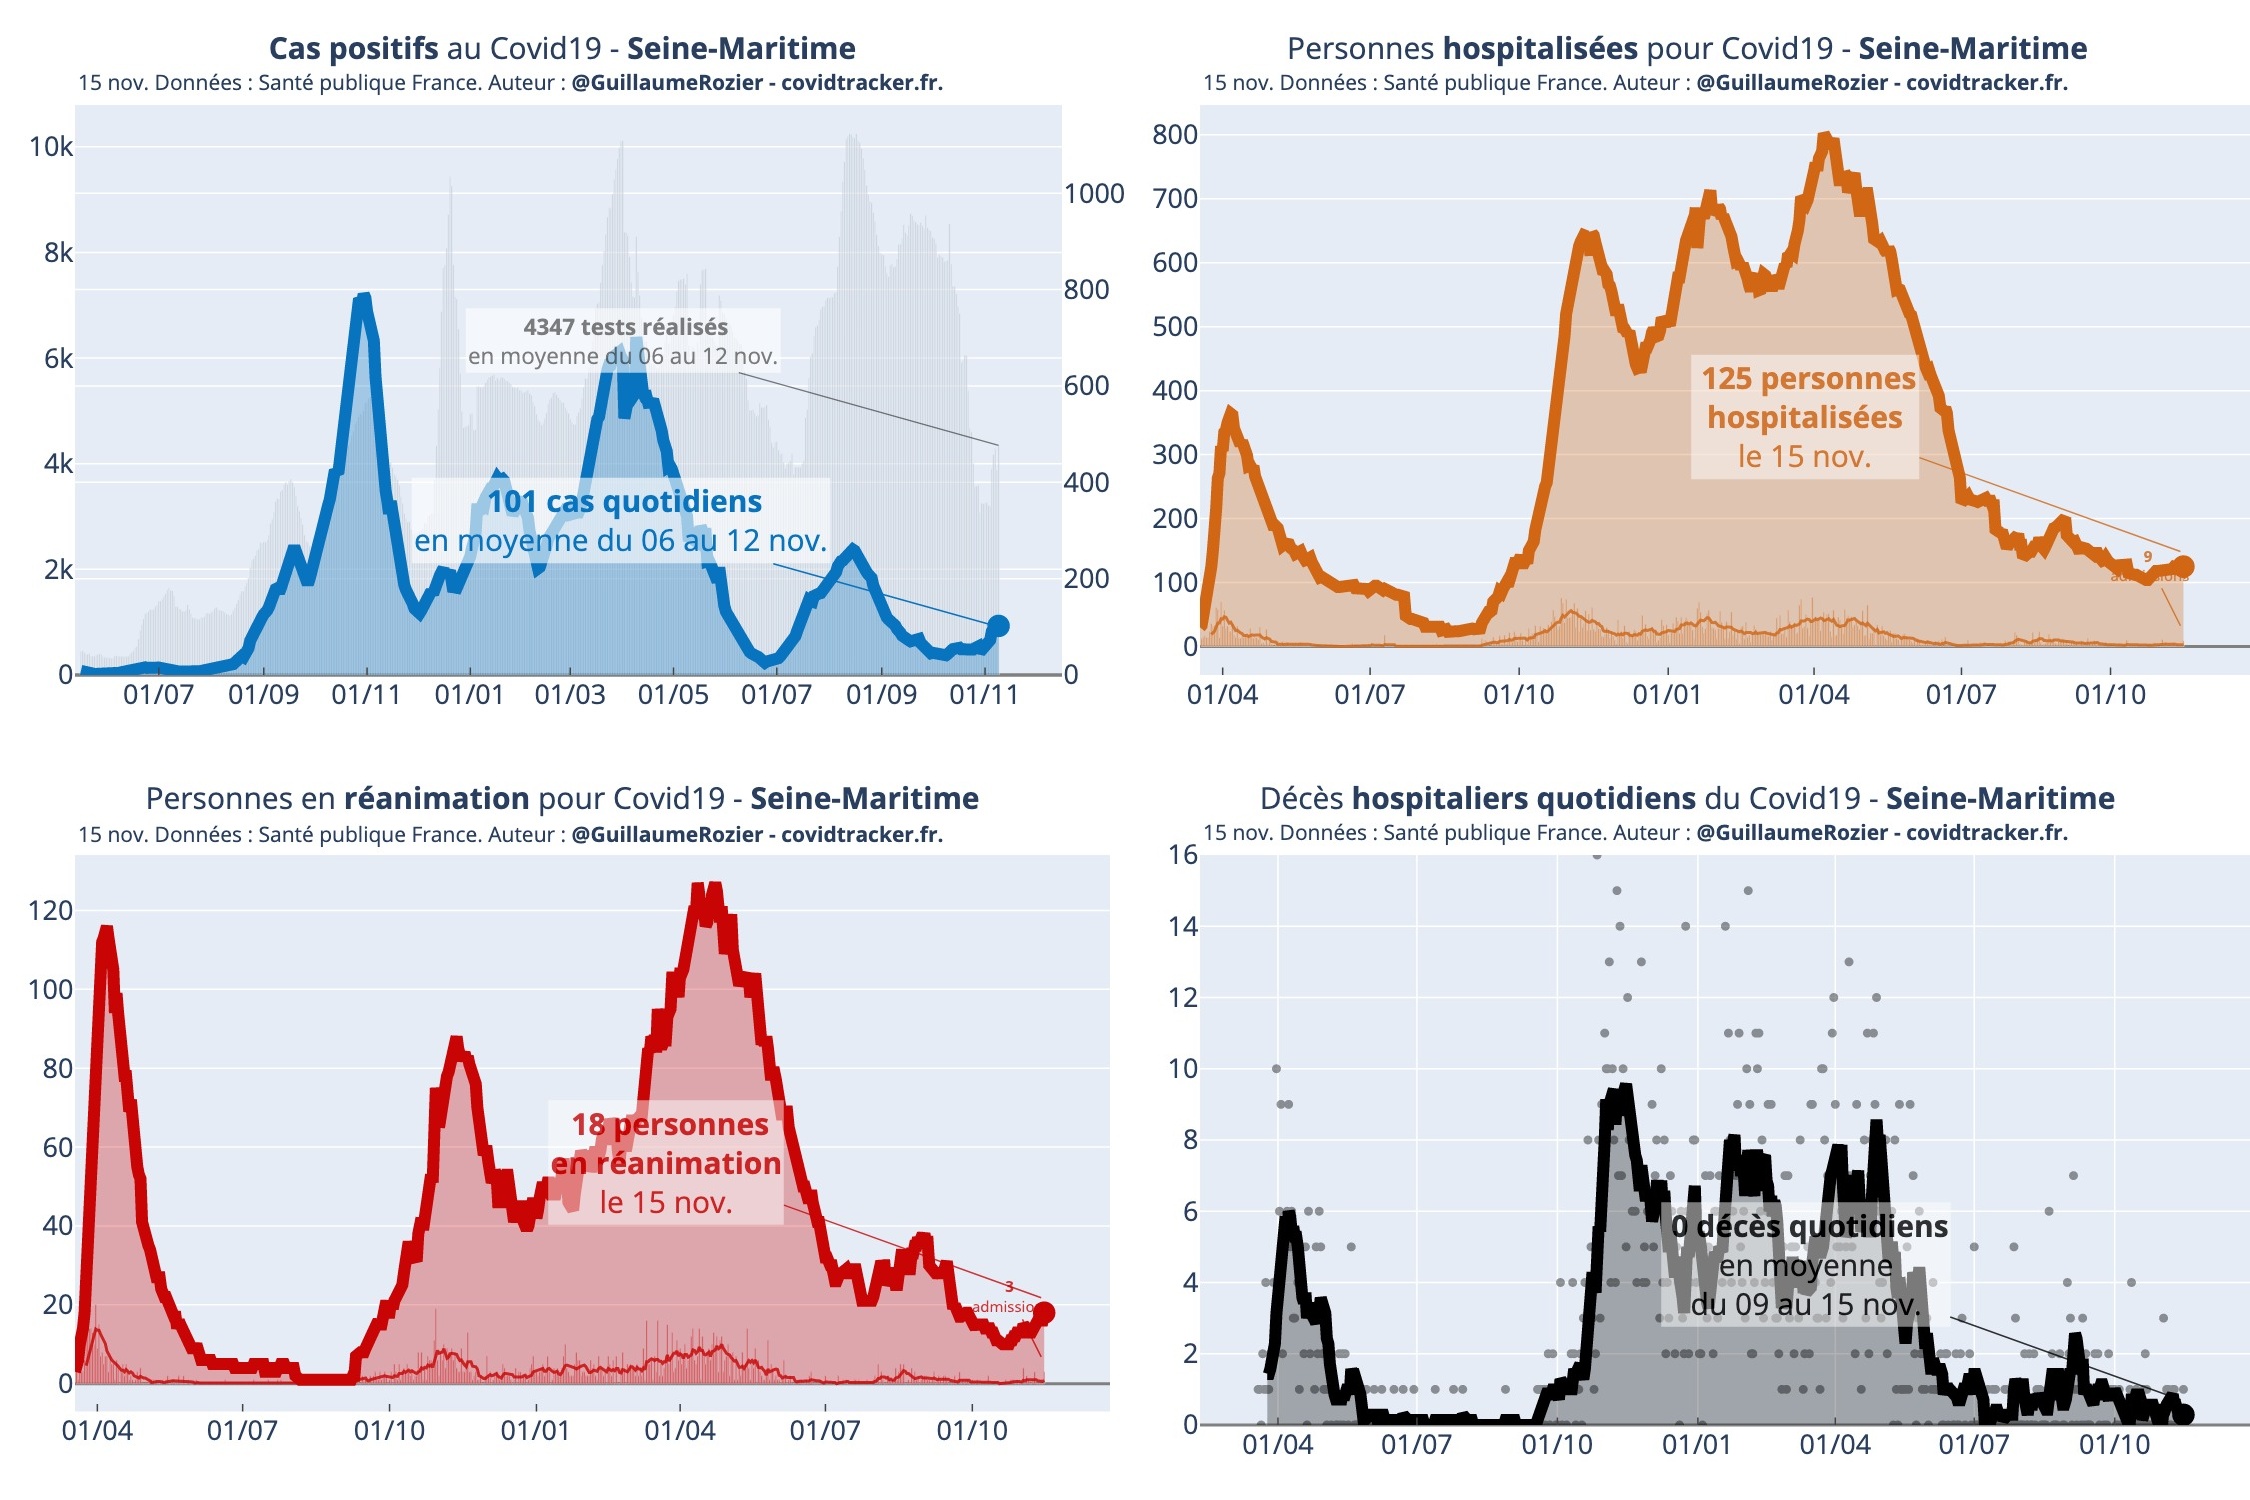 Cas positifs au Covid19 - Seine-Maritime
15 nov. Données : Santé publique France. Auteur : @GuillaumeRozier - covidtracker.fr.
10k
8k
6k
4k
2k
0
1000
800
600
400
200
0
4347 tests réalisés
en moyenne du 06 au 12 nov.
101 cas quotidiens
en moyenne du 06 au 12 nov.
01/07 01/09 01/11 01/01 01/03 01/05 01/07 01/09 01/11
Personnes hospitalisées pour Covid19 - Seine-Maritime
15 nov. Données : Santé publique France. Auteur : @GuillaumeRozier - covidtracker.fr.
800
700
600
500
400
300
200
100
0
125 personnes
hospitalisées
le 15 nov.
9
01/04 01/07 01/10 01/01 01/04 01/07 01/10
Personnes en réanimation pour Covid19 - Seine-Maritime
15 nov. Données : Santé publique France. Auteur : @GuillaumeRozier - covidtracker.fr.
120
100
80
60
40
20
0
18 personnes
en réanimation
le 15 nov.
3
admissio
01/04 01/07 01/10 01/01 01/04 01/07 01/10
Décès hospitaliers quotidiens du Covid19 - Seine-Maritime
15 nov. Données : Santé publique France. Auteur : @GuillaumeRozier - covidtracker.fr.
16
14
12
10
8
6
4
2
0
0 décès quotidiens
en moyenne
du 09 au 15 nov.
01/04 01/07 01/10 01/01 01/04 01/07 01/10